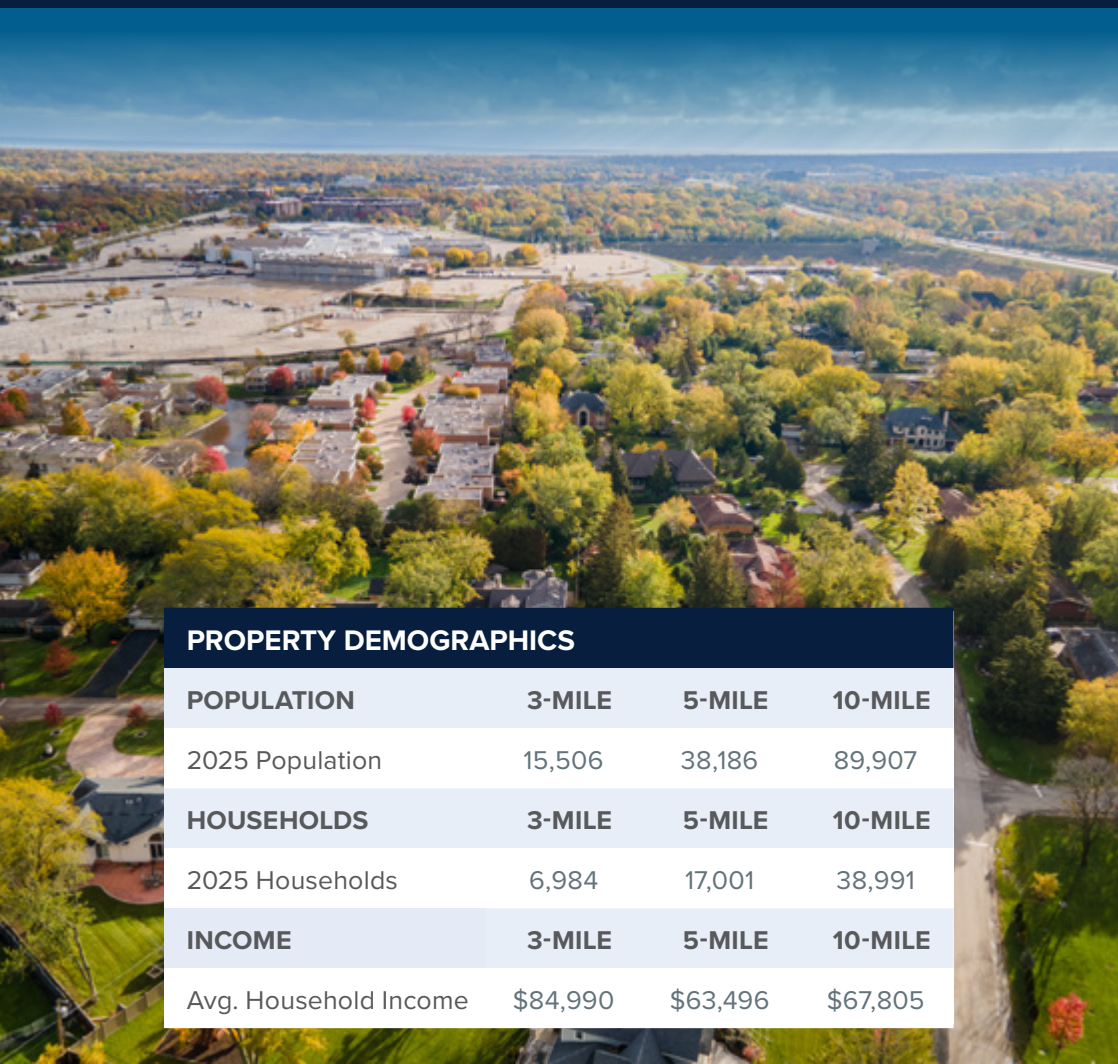 PROPERTY DEMOGRAPHICS
POPULATION 3-MILE 5-MILE 10-MILE
2025 Population 15,506 38,186 89,907
HOUSEHOLDS 3-MILE 5-MILE 10-MILE
2025 Households 6,984 17,001 38,991
INCOME 3-MILE 5-MILE 10-MILE
Avg. Household Income $84,990 $63,496 $67,805